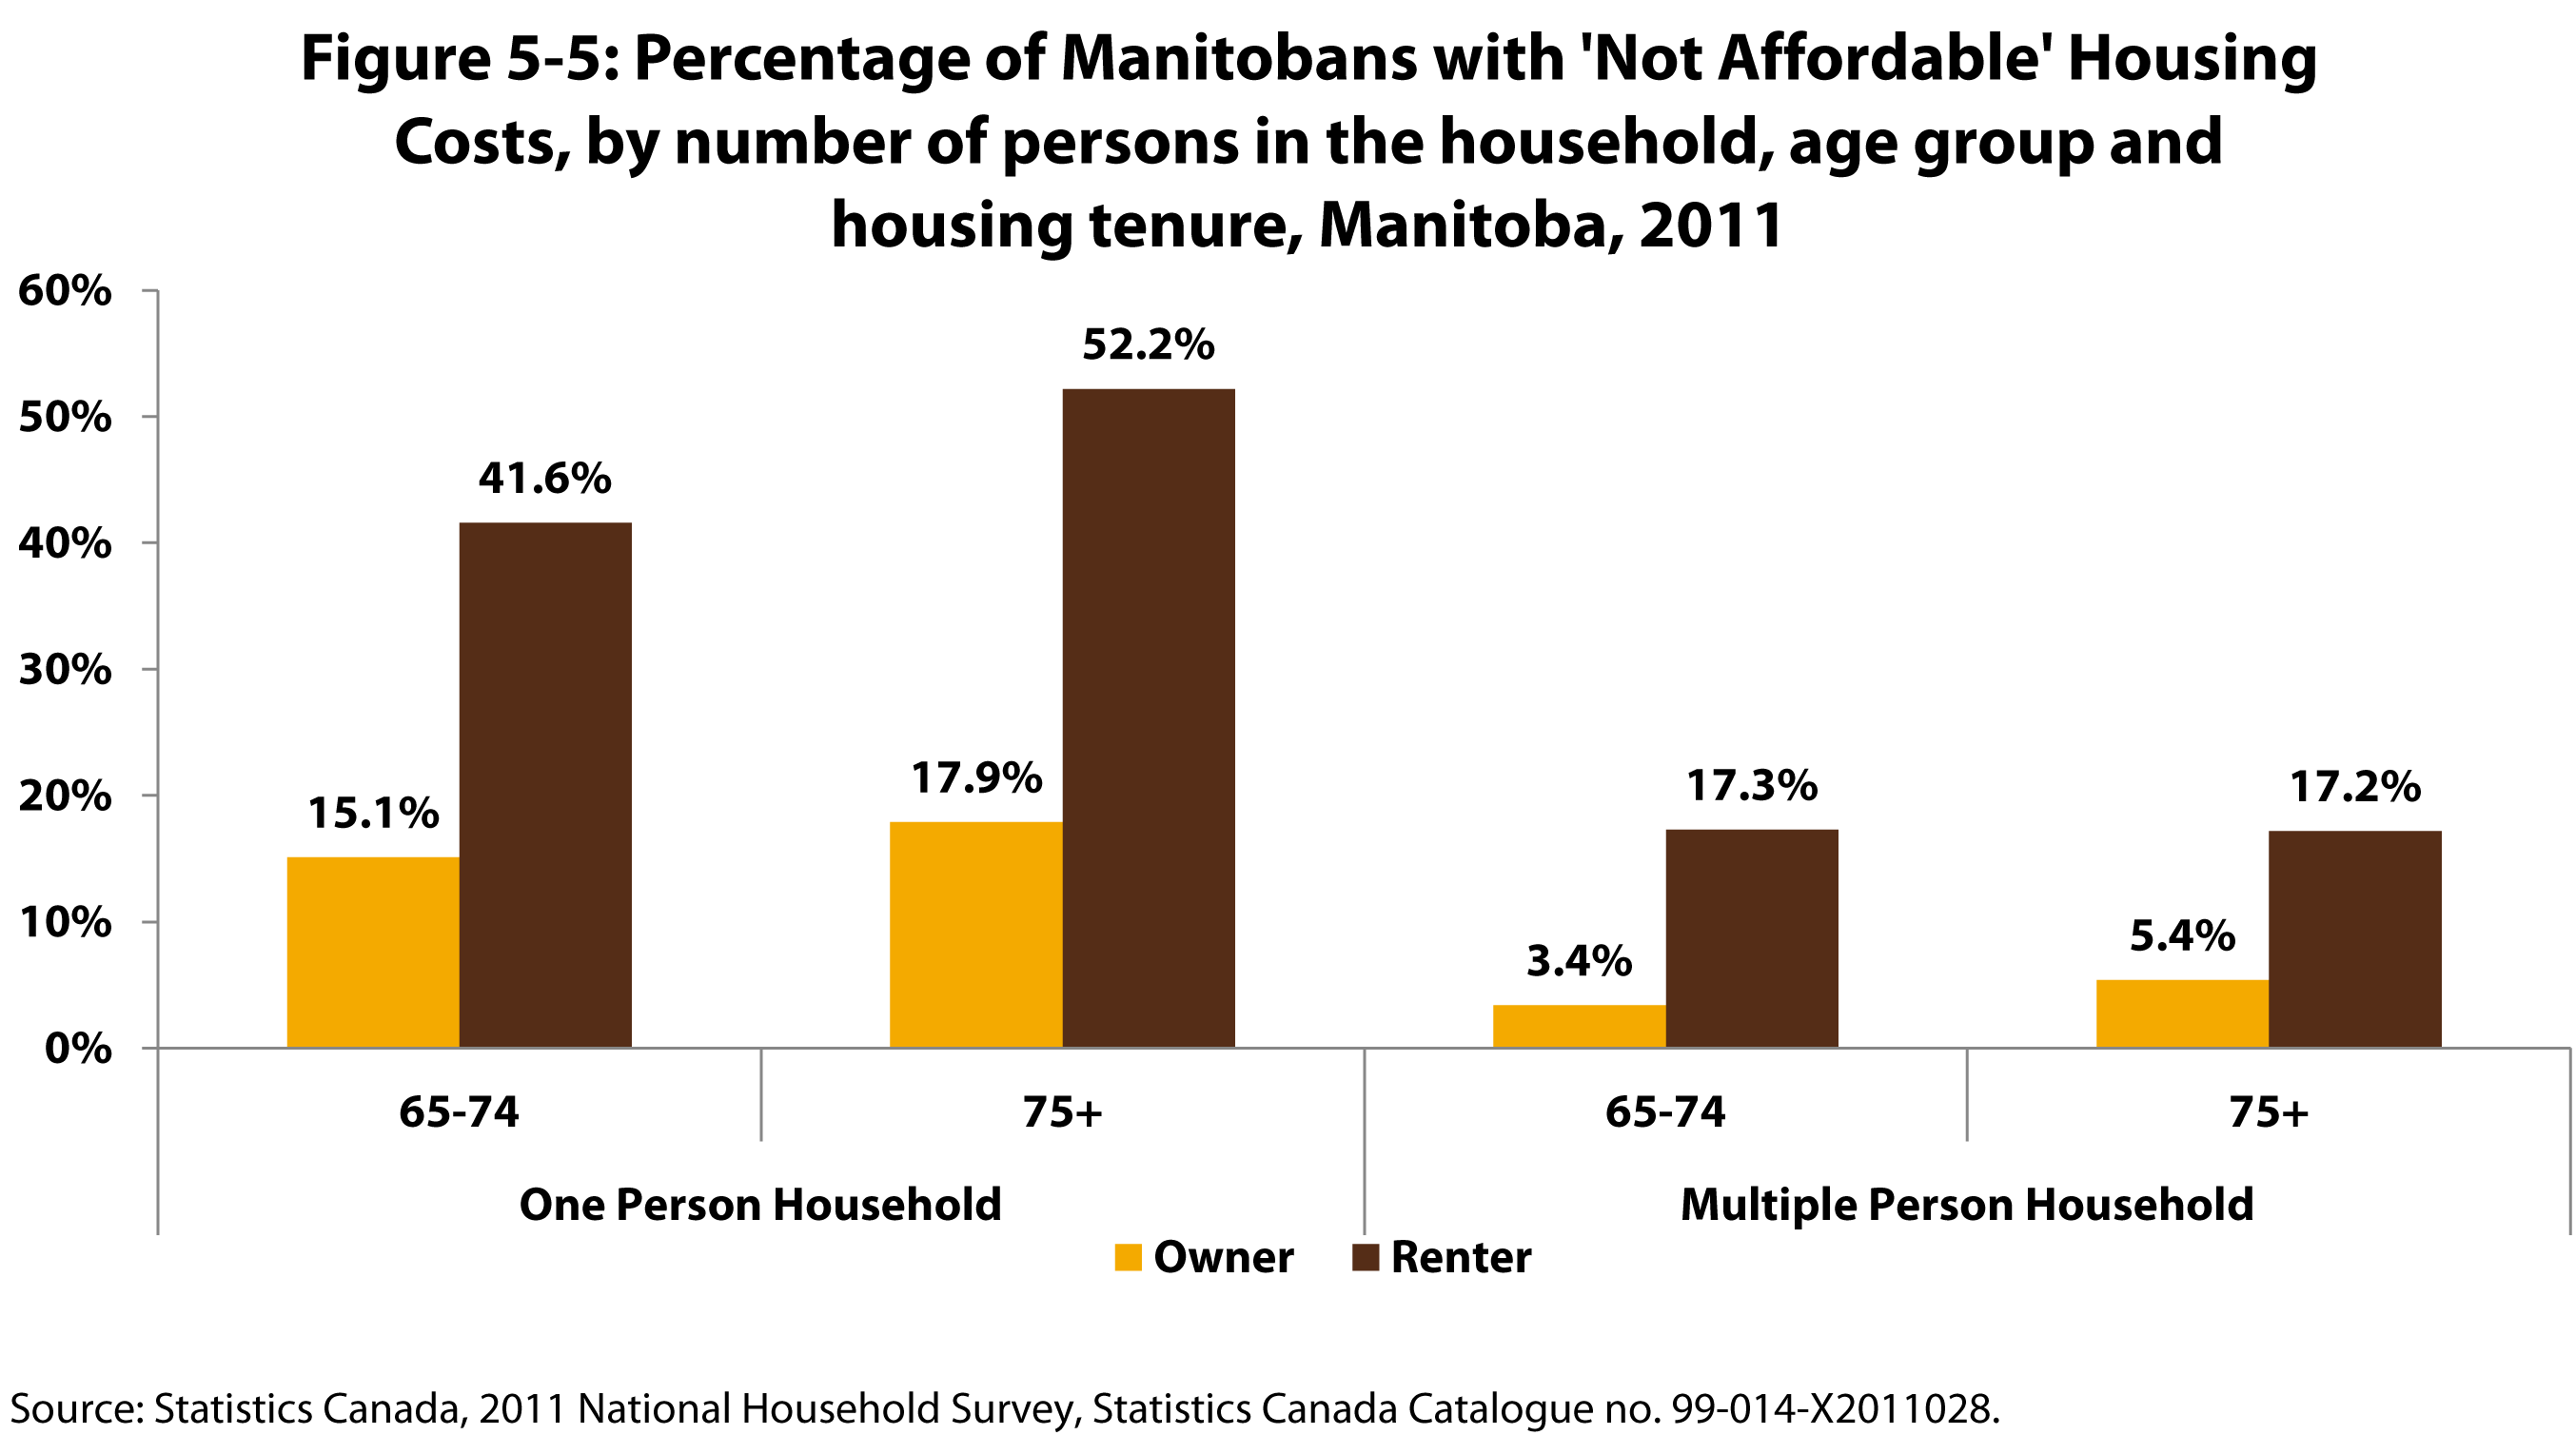 Figure 5-5: Percentage of Manitobans with 'Not Affordable' Housing
Costs, by number of persons in the household, age group and
housing tenure, Manitoba, 2011
60%
50%
40%
30%
20%
10%
0%
15.1%
41.6%
17.9%
52.2%
3.4%
17.3%
5.4%
17.2%
65-74
75+
65-74
75+
One Person Household
Multiple Person Household
Owner
Renter
Source: Statistics Canada, 2011 National Household Survey, Statistics Canada Catalogue no. 99-014-X2011028.